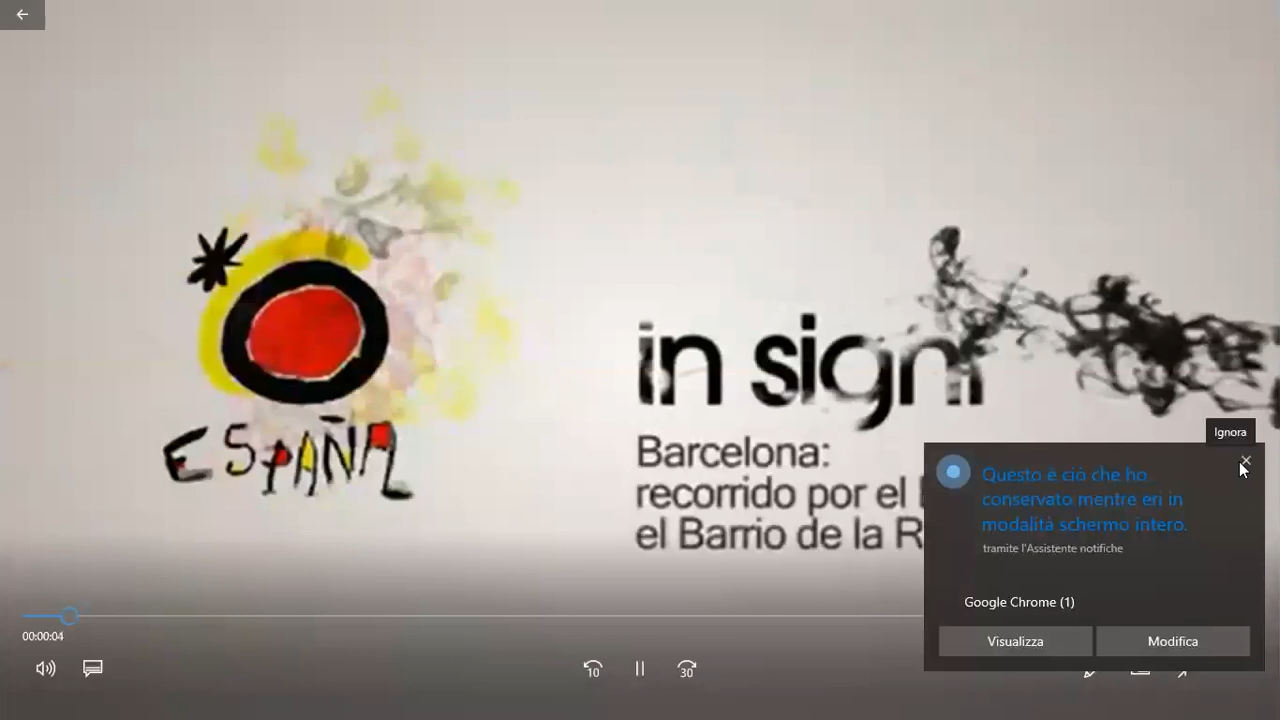 ESPAÑA
in sign
Barcelona:
recorrido por el
el Barrio de la R
Ignora
Questo è ciò che ho
conservato mentre eri in
modalità schermo intero.
tramite l'Assistente notifiche
Google Chrome (1)
Visualizza
Modifica
00:00:04
10
30